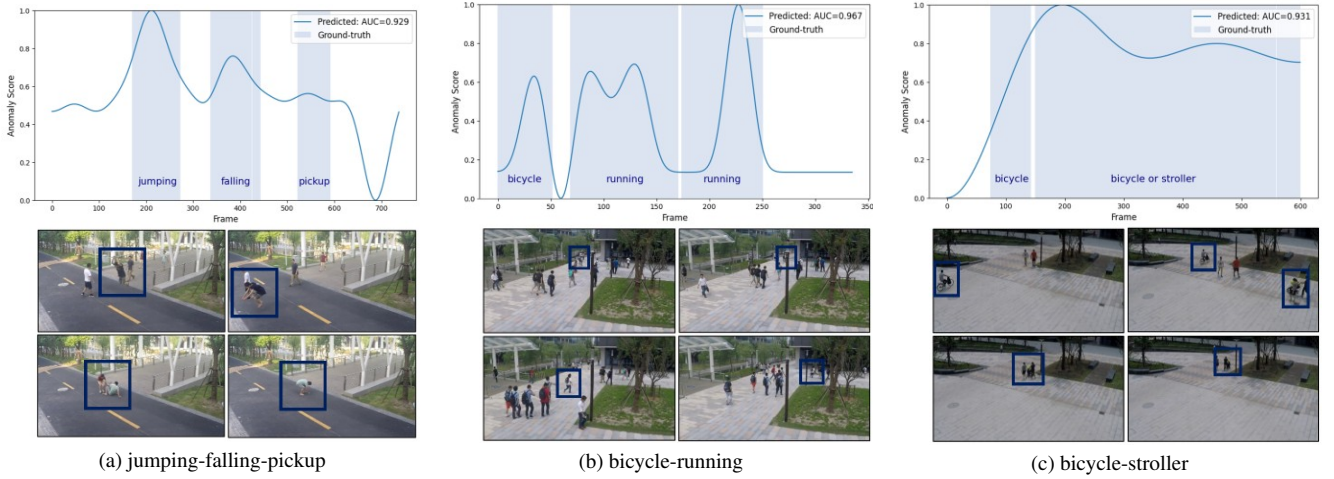 Anomaly Score
1.0
0.8
0.6
0.4
0.2
0.0
Predicted: AUC=0.929
Ground-truth
jumping falling pickup
0 100 200 300 400 500 600 700
Frame
(a) jumping-falling-pickup
Anomaly Score
1.0
0.8
0.6
0.4
0.2
0.0
Predicted: AUC=0.967
Ground-truth
bicycle running running
0 50 100 150 200 250 300 350
Frame
(b) bicycle-running
Anomaly Score
1.0
0.8
0.6
0.4
0.2
0.0
Predicted: AUC=0.931
Ground-truth
bicycle bicycle or stroller
0 100 200 300 400 500 600
Frame
(c) bicycle-stroller